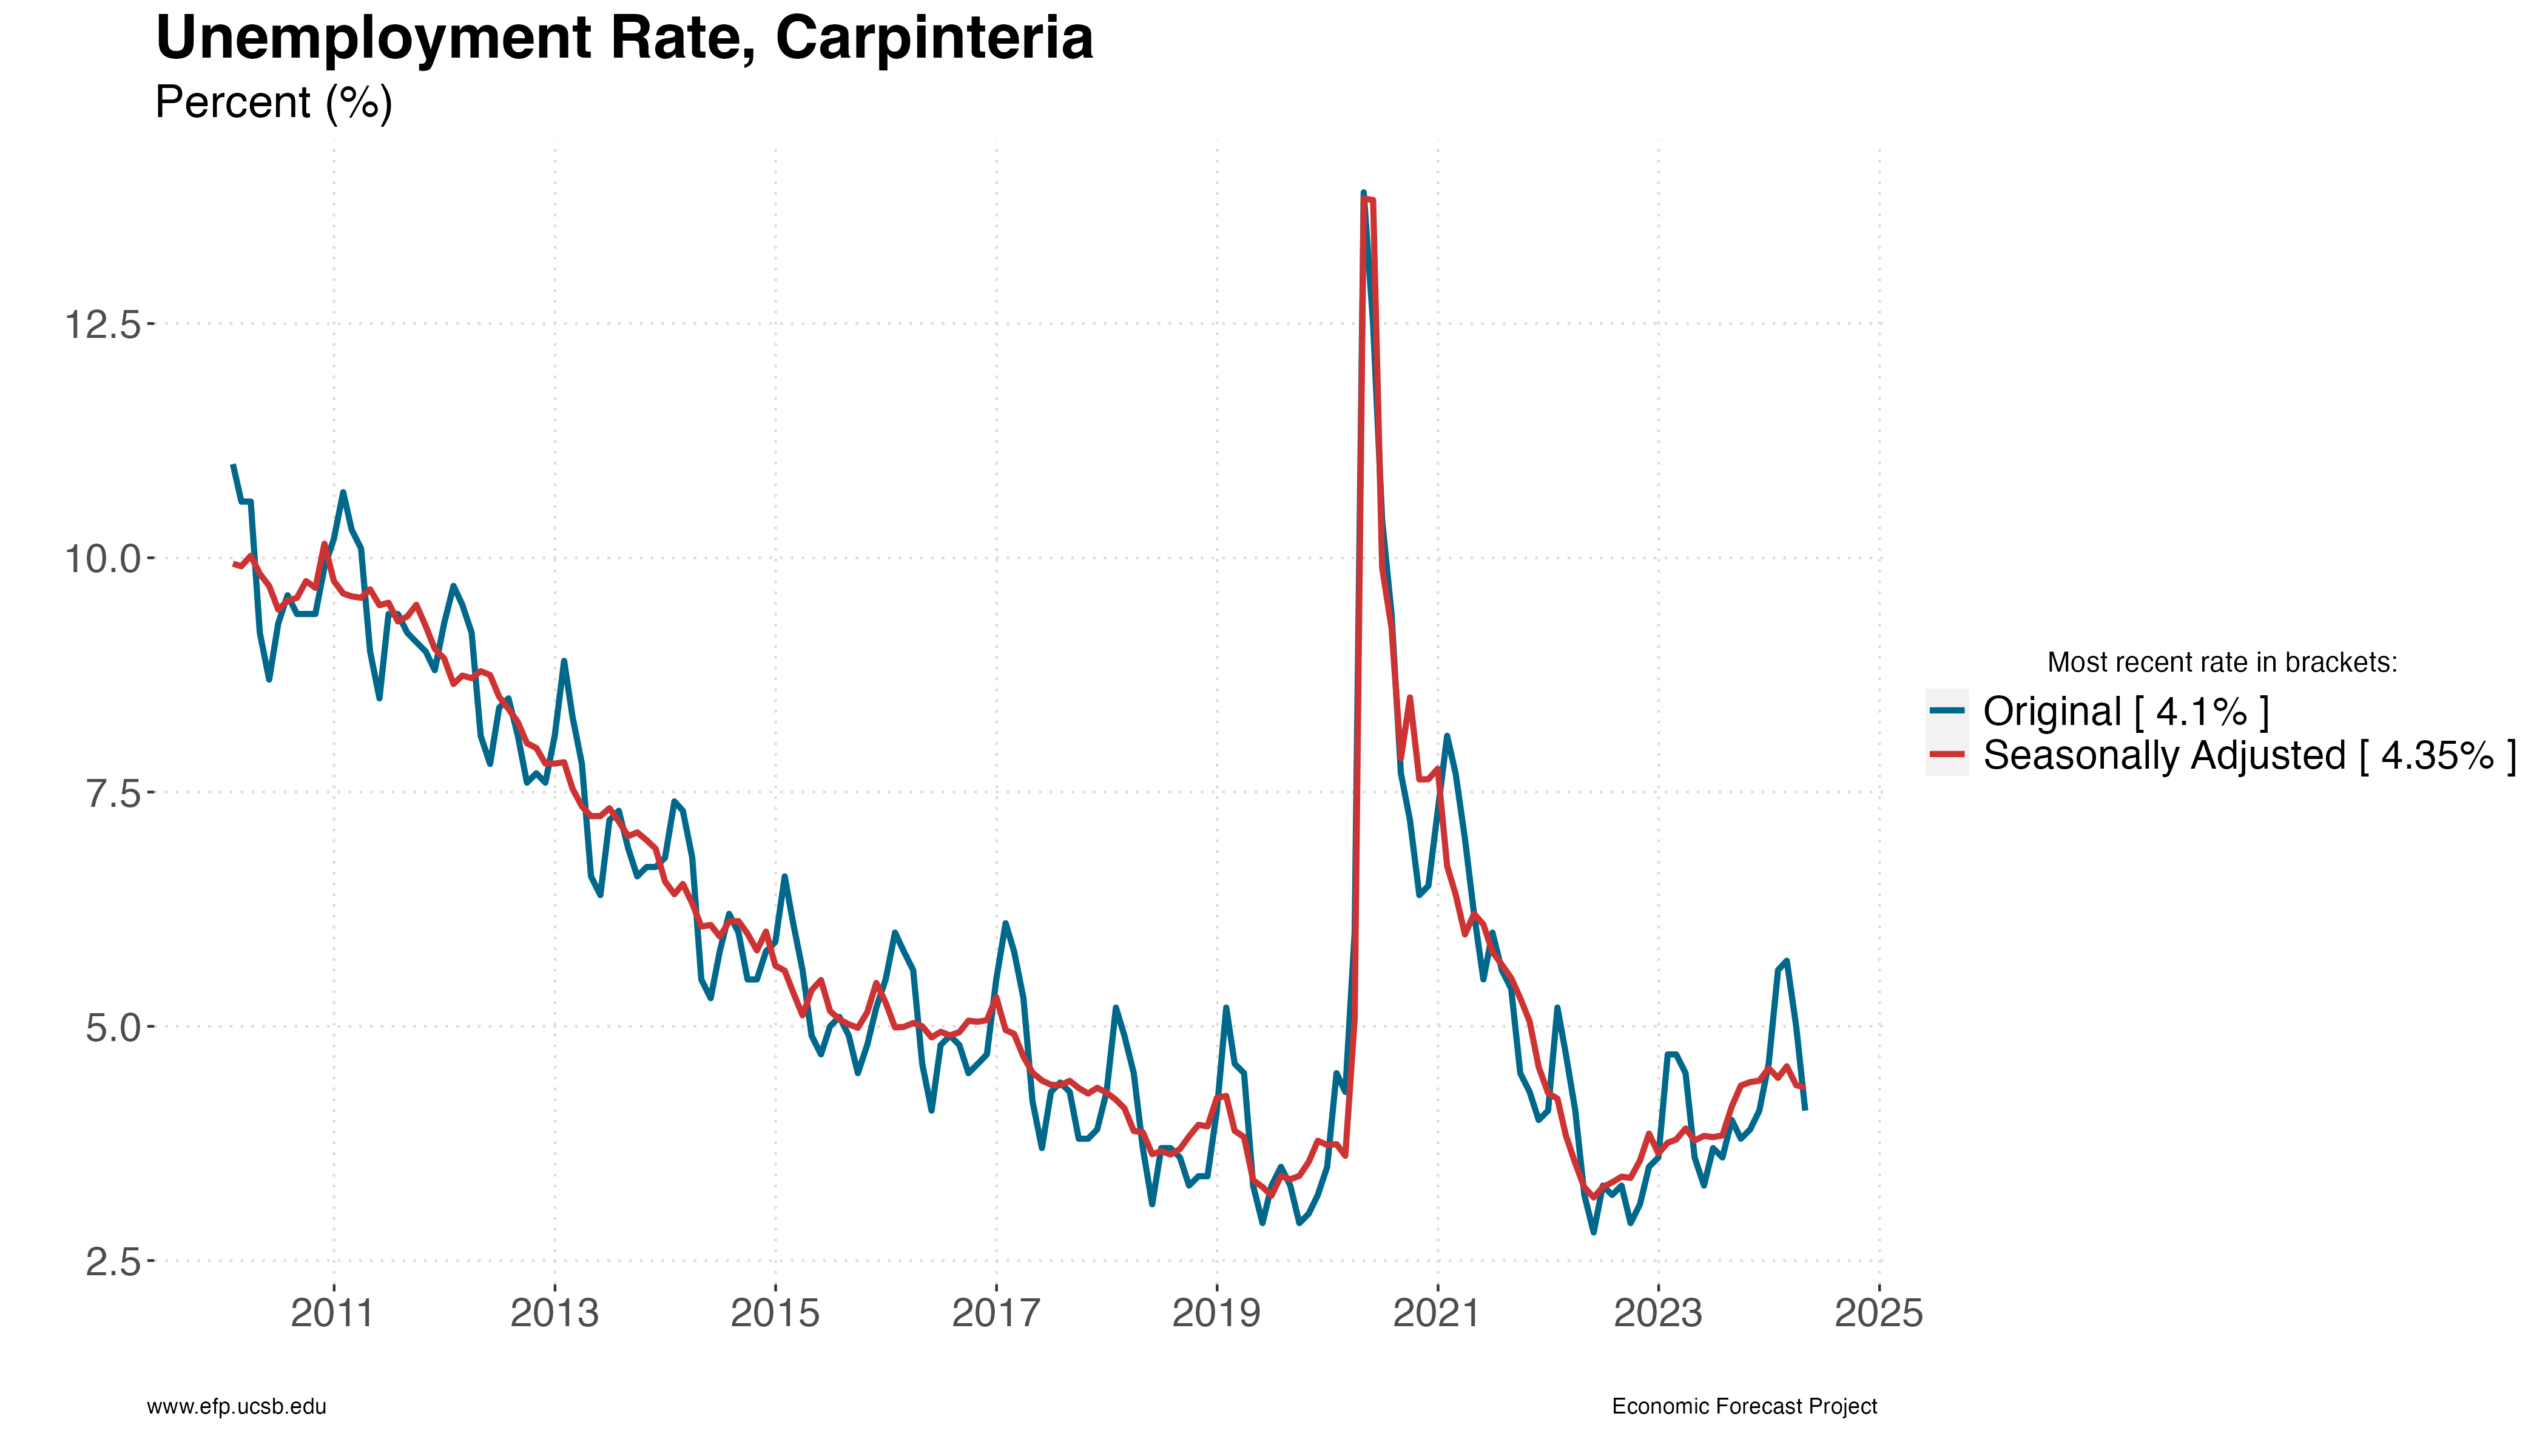 Unemployment Rate, Carpinteria
Percent (%)
12.5
10.0
7.5
5.0
2.5
2011 2013 2015 2017 2019 2021 2023 2025
Most recent rate in brackets:
Original [ 4.1% ]
Seasonally Adjusted [ 4.35% ]
www.efp.ucsb.edu
Economic Forecast Project